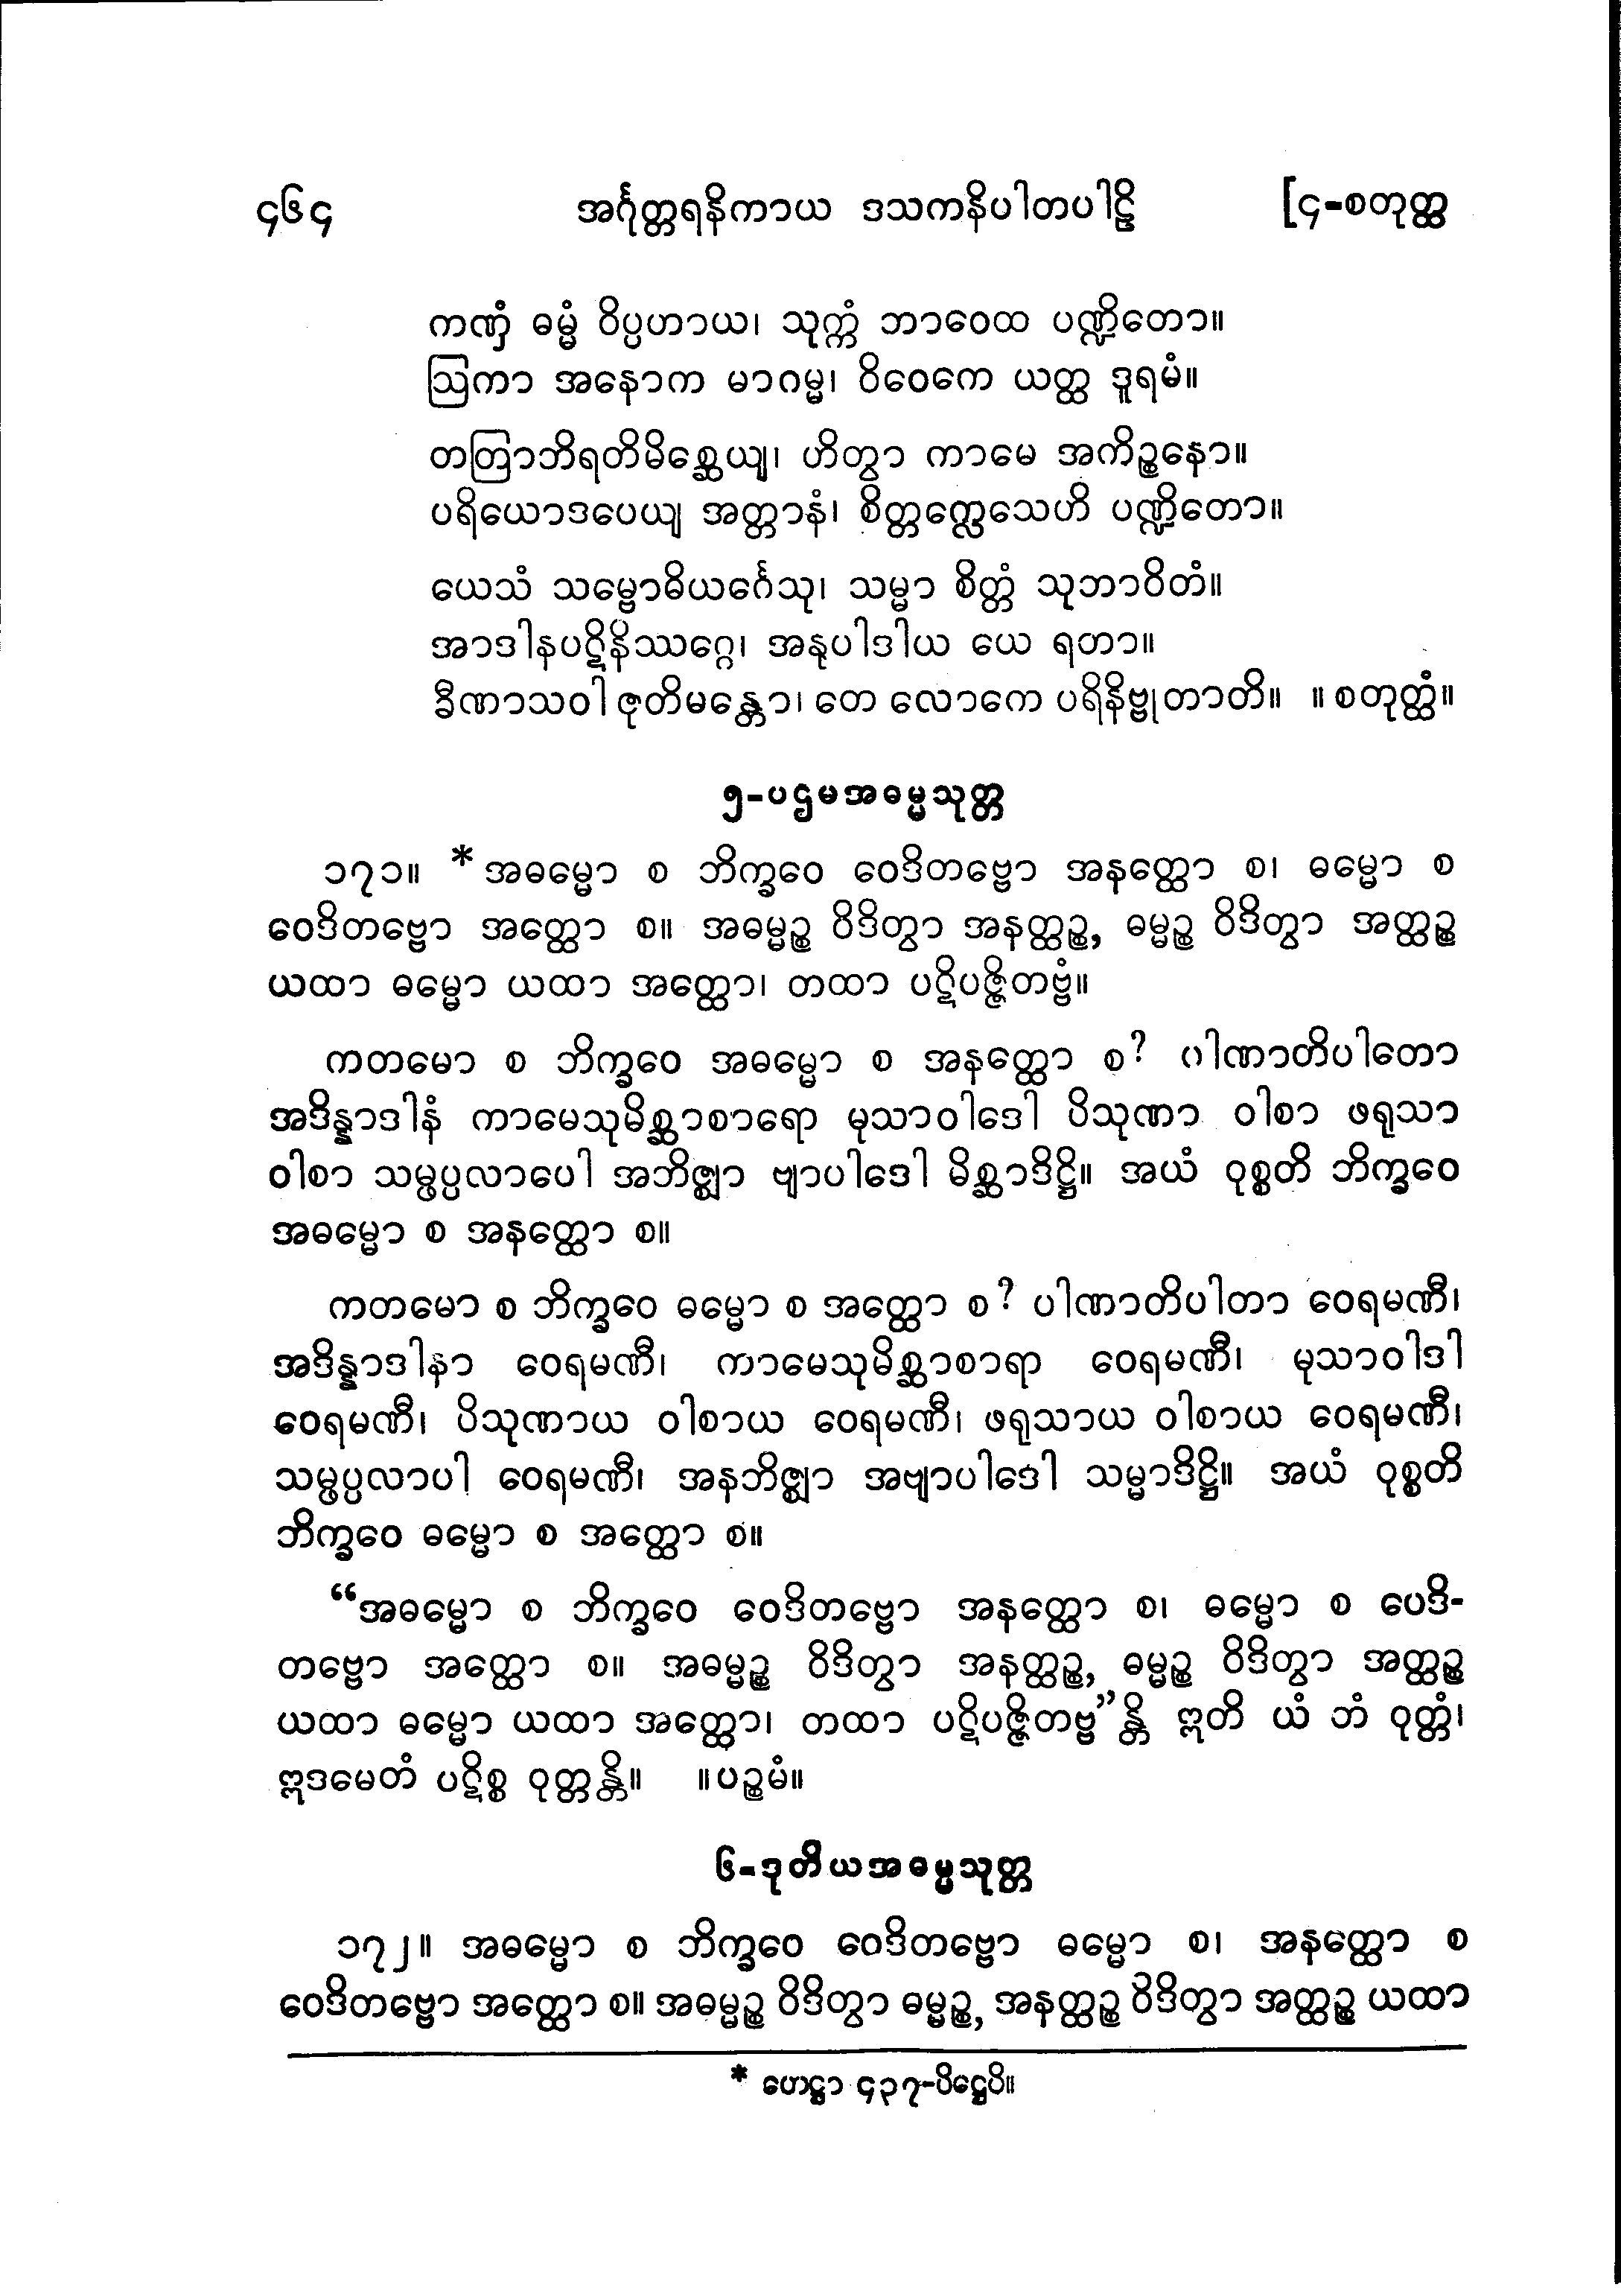 ၄၆၄ အင်္ဂုတ္တရနိကာယ ဒသကနိပါတပါဠိ [၄-စတုတ္ထ
ကဏှံ ဓမ္မံ ဝိပ္ပဟာယ၊ သုက္ကံ ဘာဝေထ ပဏ္ဍိတော။
ဩကာ အနောက မာဂမ္မ၊ ဝိဝေကေ ယတ္ထ ဒူရမံ။
တတြာဘိရတိမိစ္ဆေယျ၊ ဟိတွာ ကာမေ အကိဉ္စနော။
ပရိယောဒပေယျ အတ္တာနံ၊ စိတ္တက္လေသေဟိ ပဏ္ဍိတော။
ယေသံ သမ္ဗောဓိယင်္ဂေသု၊ သမ္မာ စိတ္တံ သုဘာဝိတံ။
အာဒါနပဋိနိဿဂ္ဂေ၊ အနုပါဒါယ ယေ ရတာ။
ခီဏာသဝါ ဇုတိမန္တော၊ တေ လောကေ ပရိနိဗ္ဗုတာတိ။ ။ စတုတ္ထံ။
၅-ပဌမအဓမ္မသုတ္တ
၁၇၁။ *အဓမ္မော စ ဘိက္ခဝေ ဝေဒိတဗ္ဗော အနတ္ထော စ၊ ဓမ္မော စ
ဝေဒိတဗ္ဗော အတ္ထော စ။ အဓမ္မဉ္စ ဝိဒိတွာ အနတ္ထဉ္စ, ဓမ္မဉ္စ ဝိဒိတွာ အတ္ထဉ္စ
ယထာ ဓမ္မော ယထာ အတ္ထော၊ တထာ ပဋိပဇ္ဇိတဗ္ဗံ။
ကတမော စ ဘိက္ခဝေ အဓမ္မော စ အနတ္ထော စ? ပါဏာတိပါတော
အဒိန္နာဒါနံ ကာမေသုမိစ္ဆာစာရော မုသာဝါဒေါ ပိသုဏာ ဝါစာ ဖရုသာ
ဝါစာ သမ္ဖပ္ပလာပေါ အဘိဇ္ဈာ ဗျာပါဒေါ မိစ္ဆာဒိဋ္ဌိ။ အယံ ဝုစ္စတိ ဘိက္ခဝေ
အဓမ္မော စ အနတ္ထော စ။
ကတမော စ ဘိက္ခဝေ ဓမ္မော စ အတ္ထော စ? ပါဏာတိပါတာ ဝေရမဏီ၊
အဒိန္နာဒါနာ ဝေရမဏီ၊ ကာမေသုမိစ္ဆာစာရာ ဝေရမဏီ၊ မုသာဝါဒါ
ဝေရမဏီ၊ ပိသုဏာယ ဝါစာယ ဝေရမဏီ၊ ဖရုသာယ ဝါစာယ ဝေရမဏီ၊
သမ္ဖပ္ပလာပါ ဝေရမဏီ၊ အနဘိဇ္ဈာ အဗျာပါဒေါ သမ္မာဒိဋ္ဌိ။ အယံ ဝုစ္စတိ
ဘိက္ခဝေ ဓမ္မော စ အတ္ထော စ။
“အဓမ္မော စ ဘိက္ခဝေ ဝေဒိတဗ္ဗော အနတ္ထော စ၊ ဓမ္မော စ ဝေဒိ-
တဗ္ဗော အတ္ထော စ။ အဓမ္မဉ္စ ဝိဒိတွာ အနတ္ထဉ္စ, ဓမ္မဉ္စ ဝိဒိတွာ အတ္ထဉ္စ
ယထာ ဓမ္မော ယထာ အတ္ထော၊ တထာ ပဋိပဇ္ဇိတဗ္ဗ”န္တိ ဣတိ ယံ တံ ဝုတ္တံ၊
ဣဒမေတံ ပဋိစ္စ ဝုတ္တန္တိ။ ။ပဉ္စမံ။
၆-ဒုတိယအဓမ္မသုတ္တ
၁၇၂။ အဓမ္မော စ ဘိက္ခဝေ ဝေဒိတဗ္ဗော ဓမ္မော စ၊ အနတ္ထော စ
ဝေဒိတဗ္ဗော အတ္ထော စ။ အဓမ္မဉ္စ ဝိဒိတွာ ဓမ္မဉ္စ, အနတ္ထဉ္စ ဝိဒိတွာ အတ္ထဉ္စ ယထာ
* ဟေဋ္ဌာ ၄၃၇-ပိဋ္ဌေပိ။